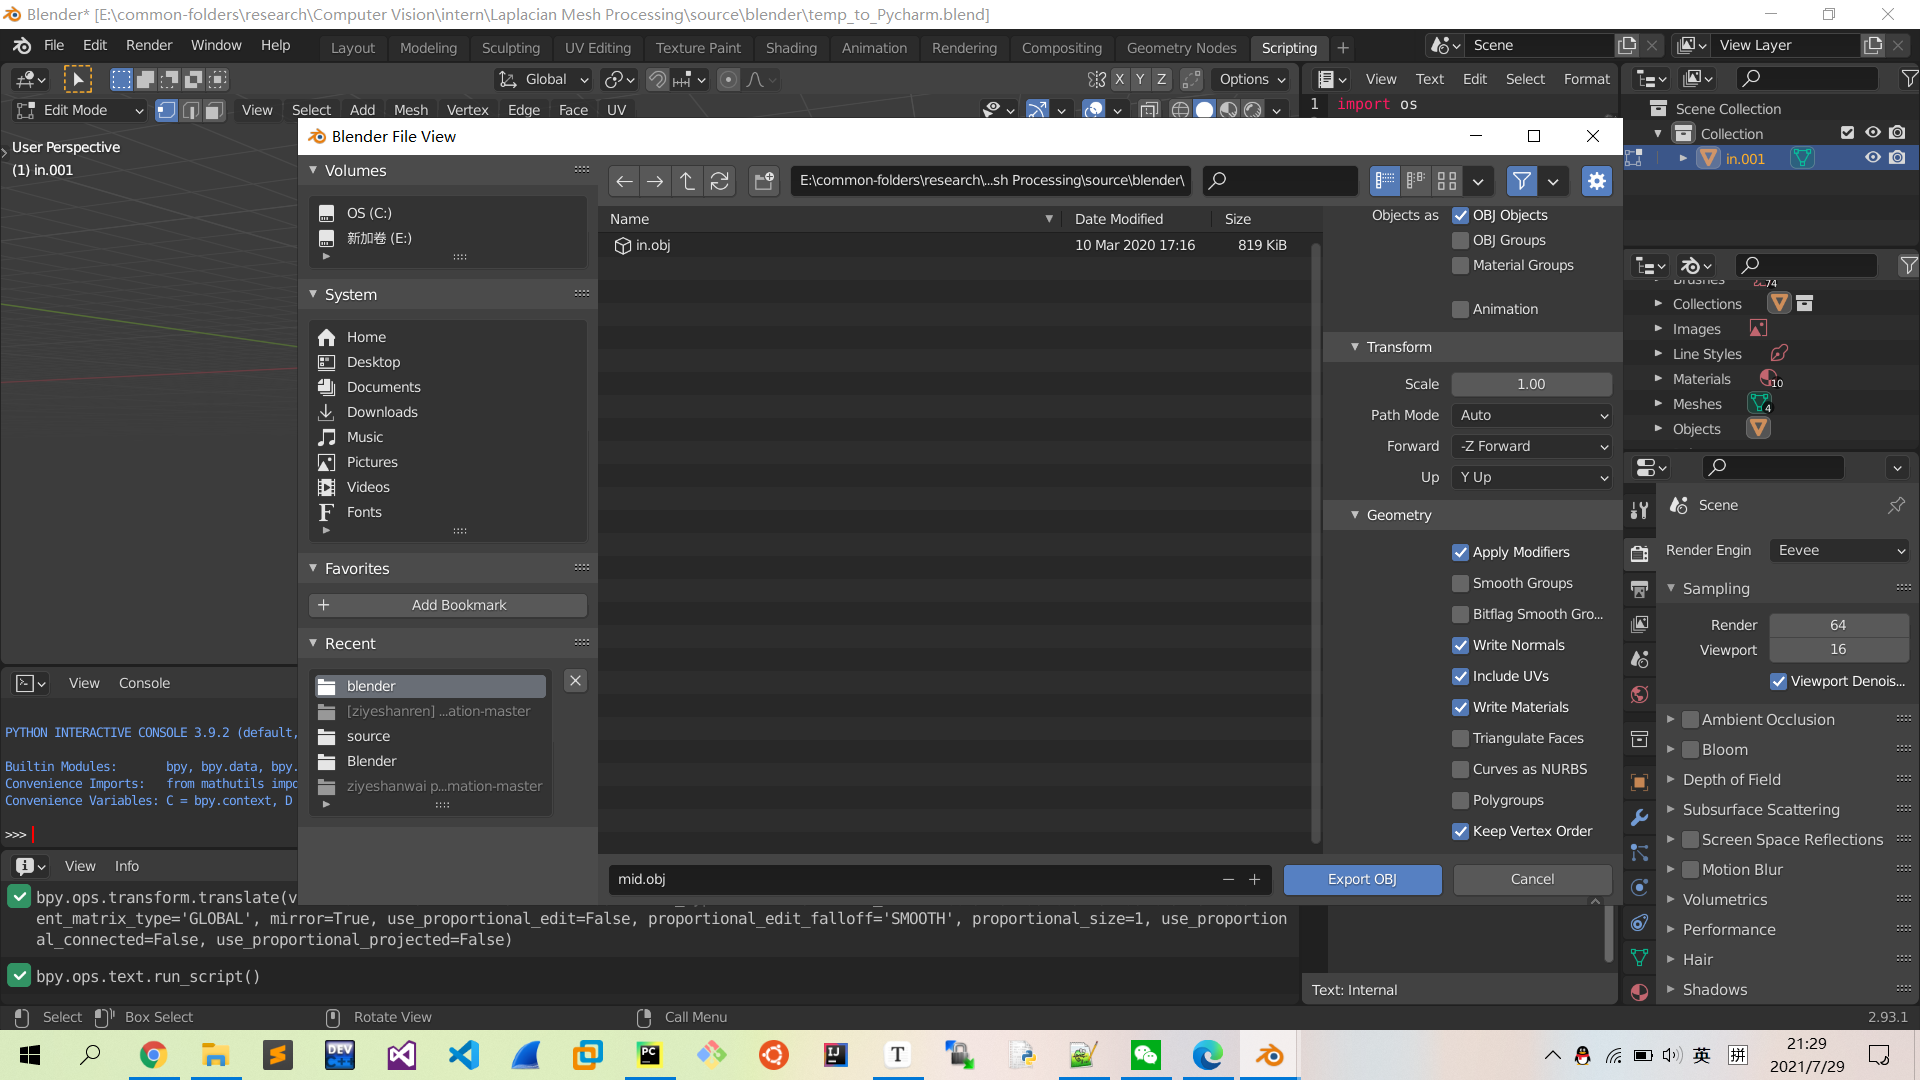 Blender* [E:\common-folders\research\Computer Vision\intern\Laplacian Mesh Processing\source\blender\temp_to_Pycharm.blend]
File Edit Render Window Help Layout Modeling Sculpting UV Editing Texture Paint Shading Animation Rendering Compositing Geometry Nodes Scripting + Scene View Layer
Global X Y Z Options View Text Edit Select Format
Edit Mode View Select Add Mesh Vertex Edge Face UV
1 import os
Scene Collection
Collection
in.001
User Perspective
(1) in.001
Blender File View
Volumes
OS (C:)
新加卷 (E:)
System
Home
Desktop
Documents
Downloads
Music
Pictures
Videos
Fonts
Favorites
Add Bookmark
Recent
blender
[ziyeshanren] ...ation-master
source
Blender
ziyeshanwai p...mation-master
E:\common-folders\research\...sh Processing\source\blender\
Name Date Modified Size
in.obj 10 Mar 2020 17:16 819 KiB
Objects as OBJ Objects
OBJ Groups
Material Groups
Animation
Transform
Scale 1.00
Path Mode Auto
Forward -Z Forward
Up Y Up
Geometry
Apply Modifiers
Smooth Groups
Bitflag Smooth Gro...
Write Normals
Include UVs
Write Materials
Triangulate Faces
Curves as NURBS
Polygroups
Keep Vertex Order
mid.obj
Export OBJ Cancel
Brushes 74
Collections
Images
Line Styles
Materials 10
Meshes 4
Objects
Scene
Render Engin Eevee
Sampling
Render 64
Viewport 16
Viewport Denois...
Ambient Occlusion
Bloom
Depth of Field
Subsurface Scattering
Screen Space Reflections
Motion Blur
Volumetrics
Performance
Hair
Shadows
View Console
PYTHON INTERACTIVE CONSOLE 3.9.2 (default,
Builtin Modules: bpy, bpy.data, bpy.
Convenience Imports: from mathutils impo
Convenience Variables: C = bpy.context, D
>>>
View Info
bpy.ops.transform.translate(v
ent_matrix_type='GLOBAL', mirror=True, use_proportional_edit=False, proportional_edit_falloff='SMOOTH', proportional_size=1, use_proportion
al_connected=False, use_proportional_projected=False)
bpy.ops.text.run_script()
Text: Internal
Select Box Select Rotate View Call Menu 2.93.1
英 拼
21:29
2021/7/29